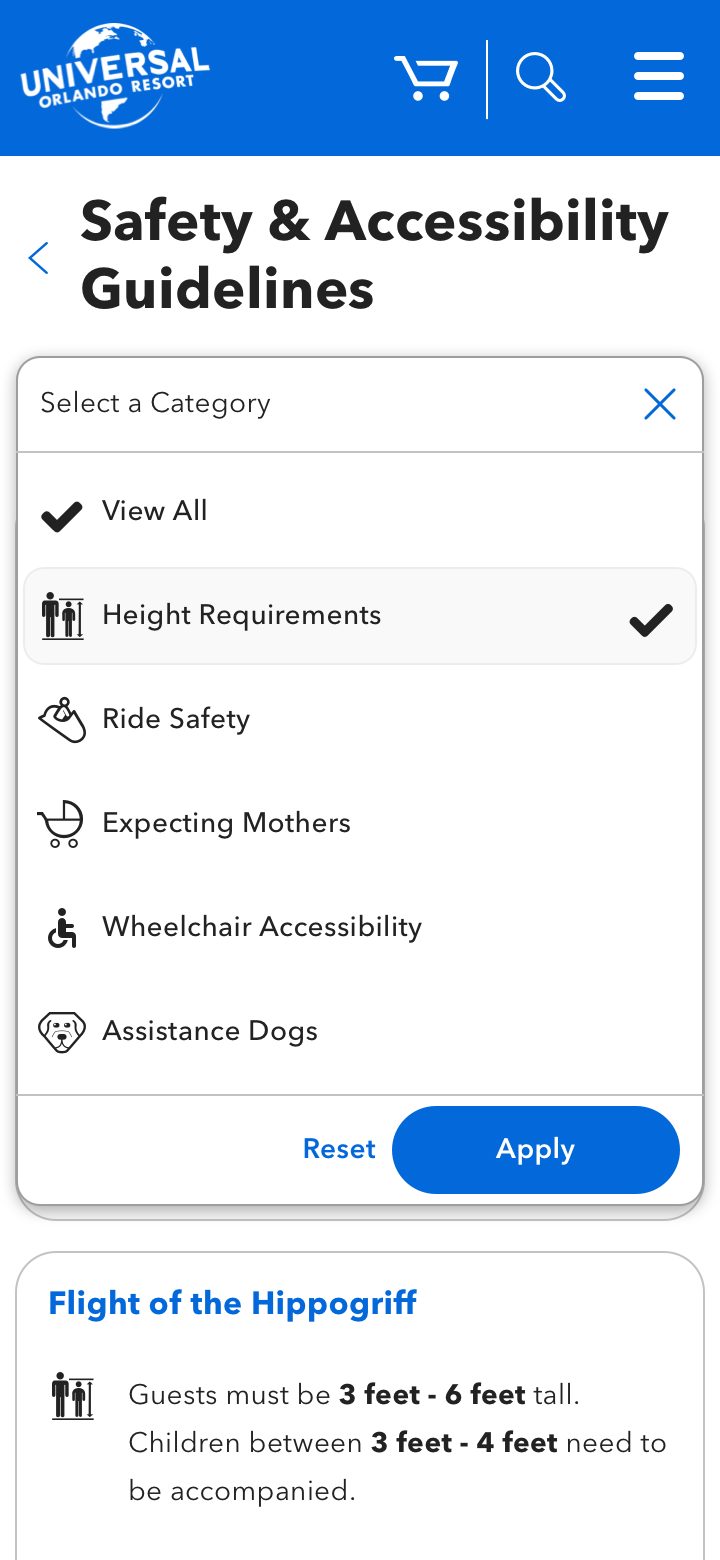 UNIVERSAL
ORLANDO RESORT
Safety & Accessibility
Guidelines
Select a Category
View All
Height Requirements
Ride Safety
Expecting Mothers
Wheelchair Accessibility
Assistance Dogs
Reset Apply
Flight of the Hippogriff
Guests must be 3 feet - 6 feet tall.
Children between 3 feet - 4 feet need to
be accompanied.